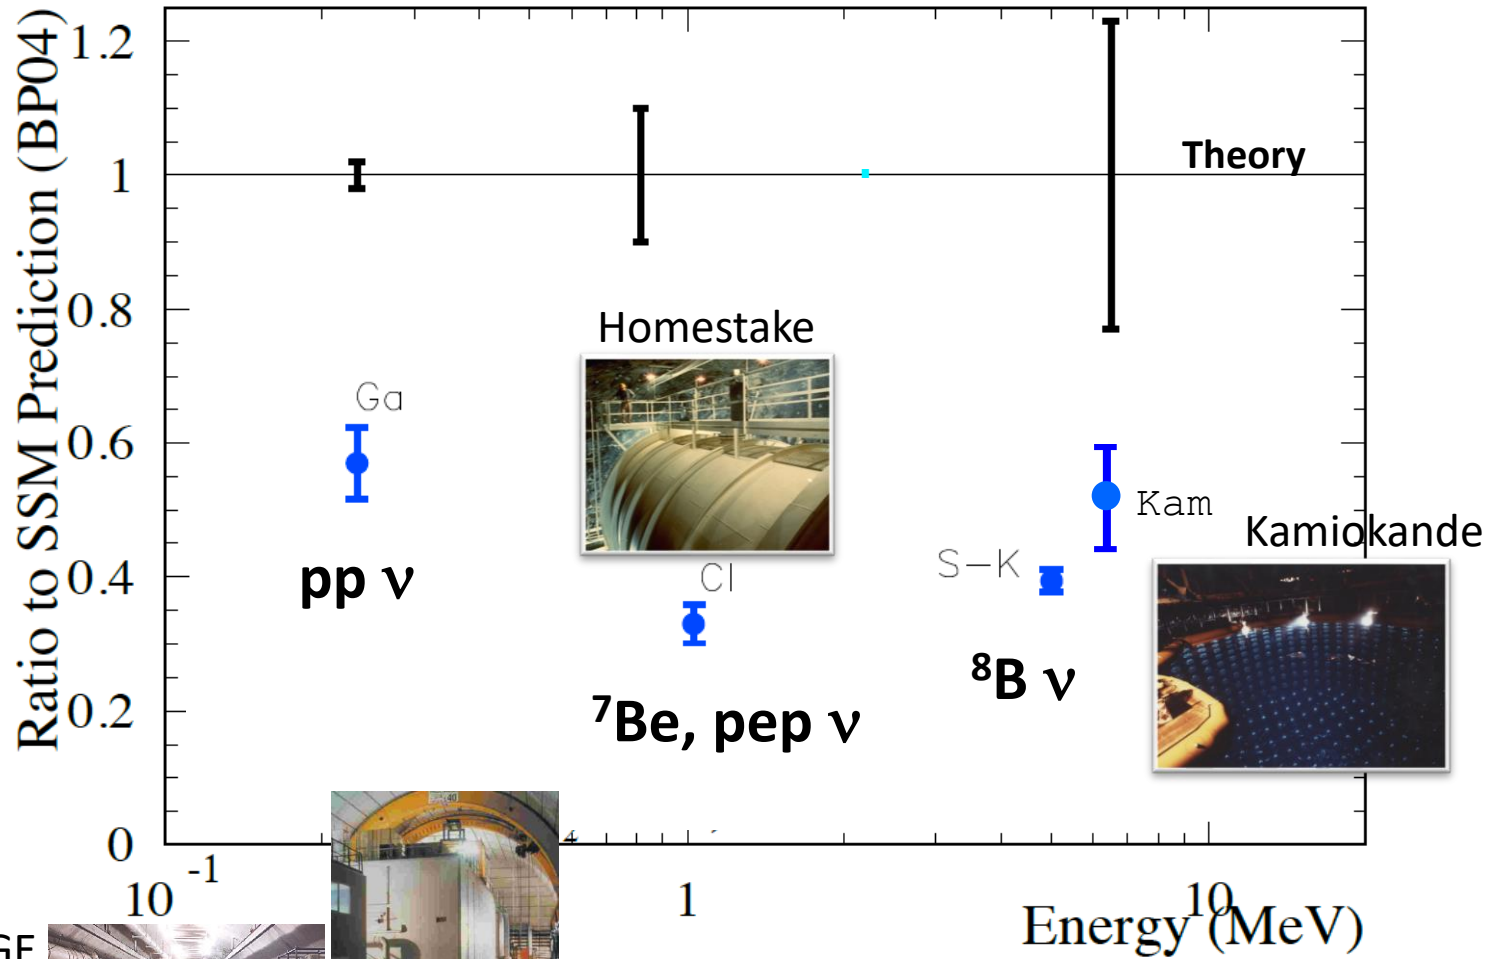 Ratio to SSM Prediction (BP04)
1.2
1
0.8
0.6
0.4
0.2
0
Theory
Homestake
Ga
Kam
Kamiokande
S-K
Cl
pp ν
⁸B ν
⁷Be, pep ν
10⁻¹
1
10
Energy (MeV)
GE